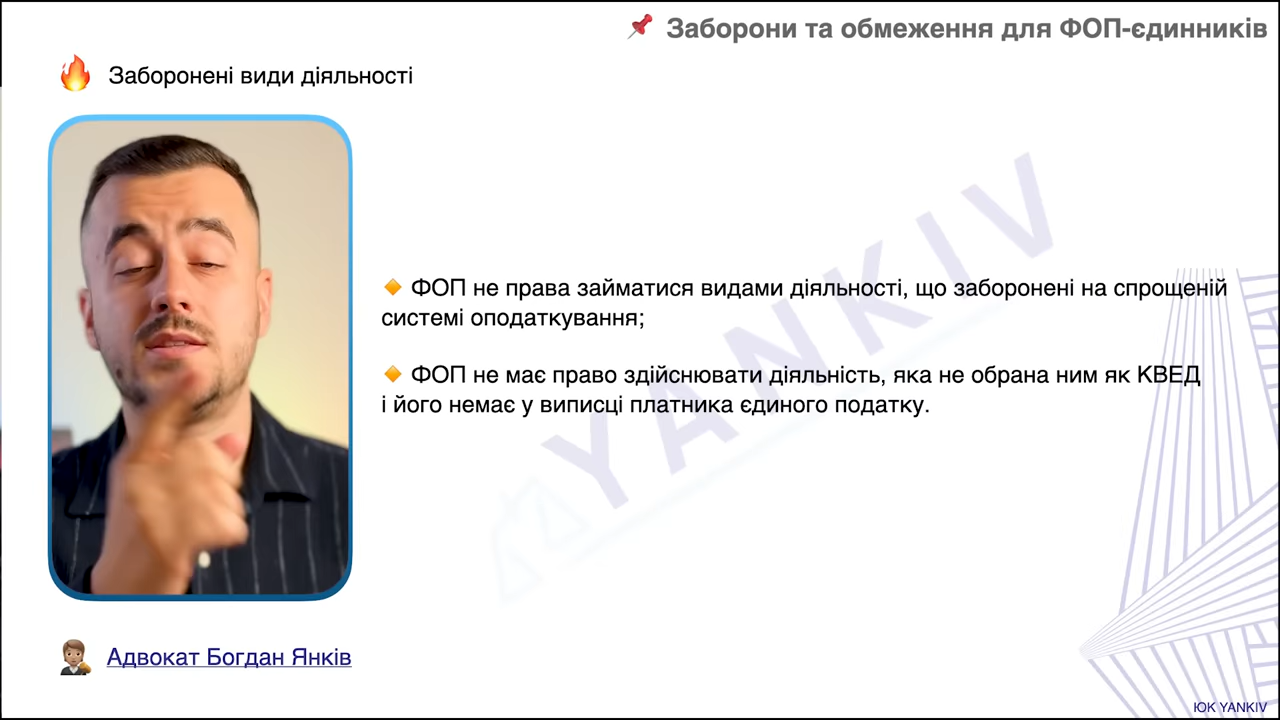 📌 Заборони та обмеження для ФОП-єдинників
🔥 Заборонені види діяльності
🔸 ФОП не права займатися видами діяльності, що заборонені на спрощеній
системі оподаткування;
🔸 ФОП не має право здійснювати діяльність, яка не обрана ним як КВЕД
і його немає у виписці платника єдиного податку.
YANKIV
Адвокат Богдан Янків
ЮК YANKIV